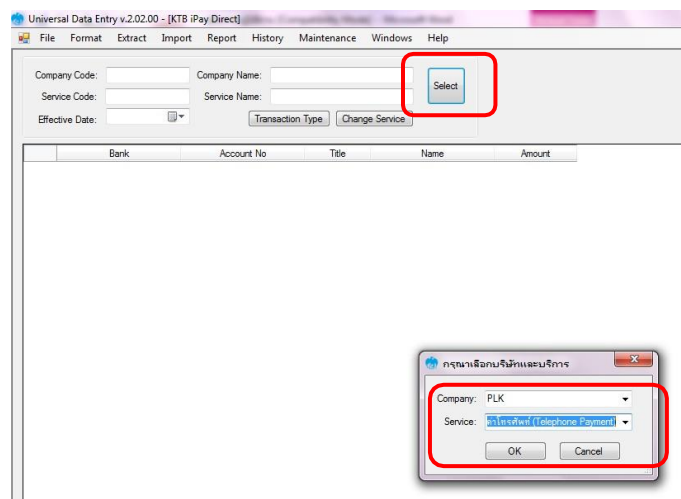 Universal Data Entry v.2.02.00 - [KTB iPay Direct]
File Format Extract Import Report History Maintenance Windows Help
Company Code: Company Name:
Select
Service Code: Service Name:
Effective Date: Transaction Type Change Service
Bank Account No Title Name Amount
กรุณาเลือกบริษัทและบริการ
Company: PLK
Service: ค่าโทรศัพท์ (Telephone Payment)
OK Cancel